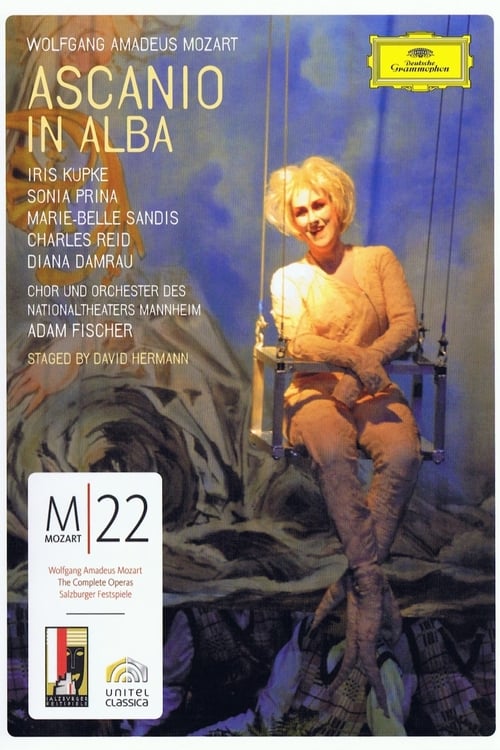 WOLFGANG AMADEUS MOZART
ASCANIO
IN ALBA
IRIS KUPKE
SONIA PRINA
MARIE-BELLE SANDIS
CHARLES REID
DIANA DAMRAU
CHOR UND ORCHESTER DES
NATIONALTHEATERS MANNHEIM
ADAM FISCHER
STAGED BY DAVID HERMANN
Deutsche
Grammophon
M|22
MOZART
Wolfgang Amadeus Mozart
The Complete Operas
Salzburger Festspiele
SALZBURGER
FESTSPIELE
UNITEL
CLASSICA